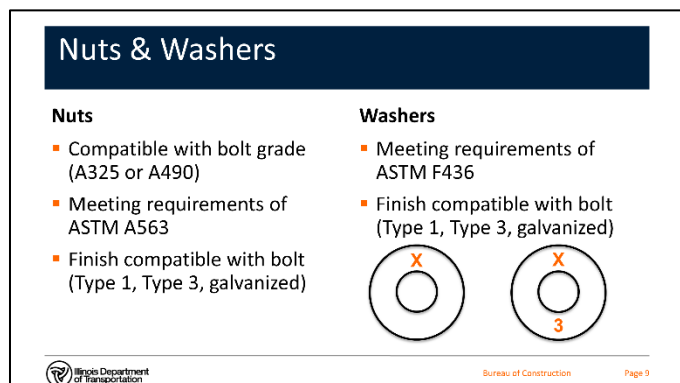 Nuts & Washers
Nuts
Compatible with bolt grade
(A325 or A490)
Meeting requirements of
ASTM A563
Finish compatible with bolt
(Type 1, Type 3, galvanized)
Washers
Meeting requirements of
ASTM F436
Finish compatible with bolt
(Type 1, Type 3, galvanized)
X
X
3
Illinois Department
of Transportation
Bureau of Construction
Page 9